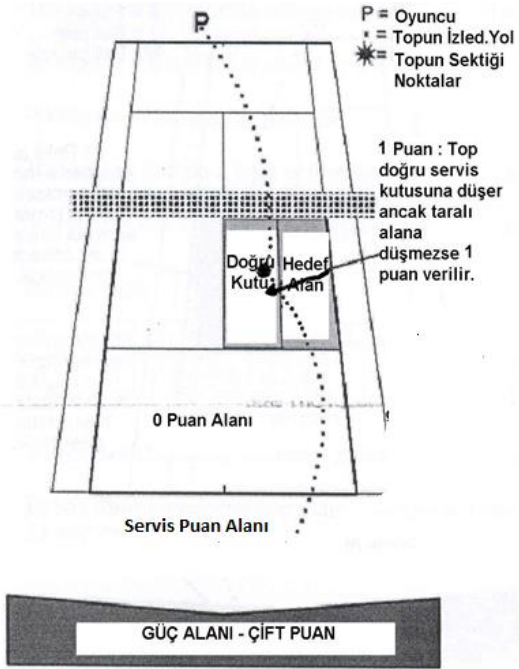 P
P = Oyuncu
= Topun İzled.Yol
= Topun Sektiği
Noktalar
1 Puan : Top
doğru servis
kutusuna düşer
ancak taralı
alana
düşmezse 1
puan verilir.
Doğru Hedef
Kutu Alan
0 Puan Alanı
Servis Puan Alanı
GÜÇ ALANI - ÇİFT PUAN